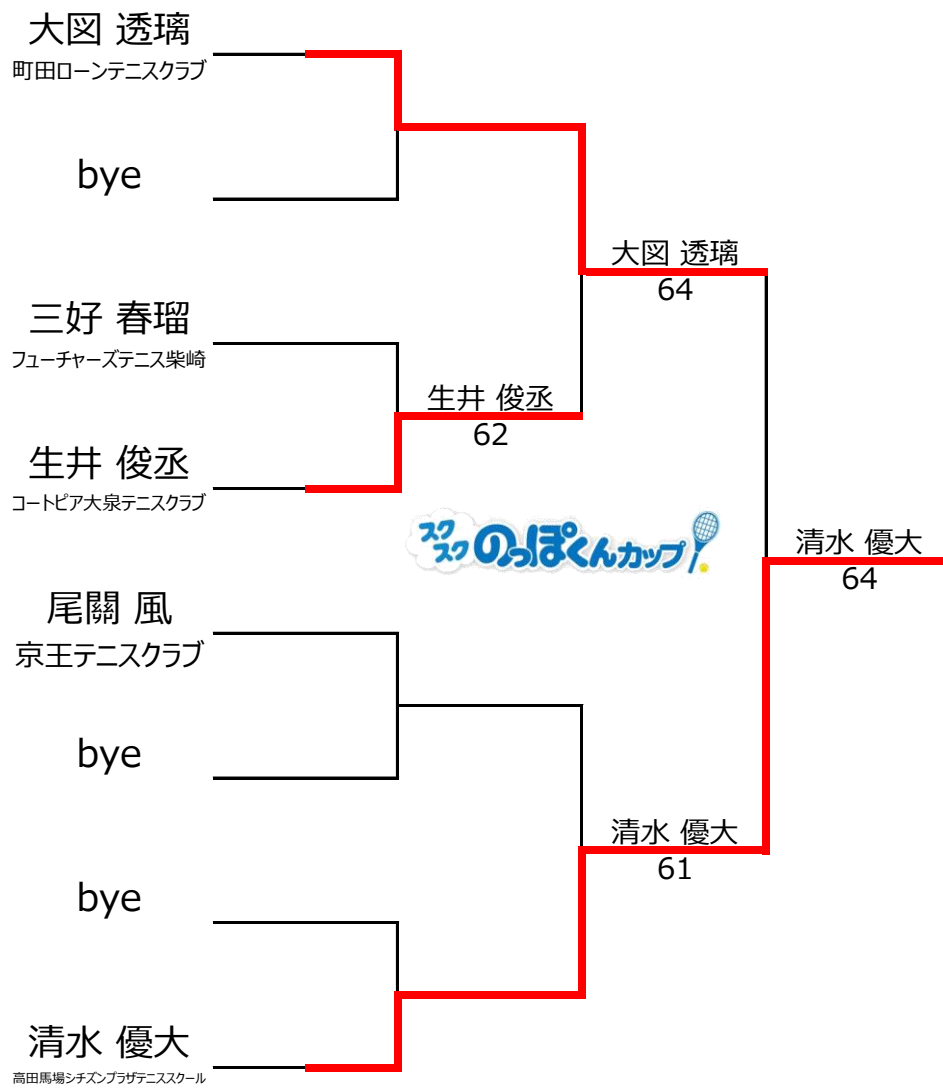 大図 透璃
町田ローンテニスクラブ
bye
大図 透璃
64
三好 春瑠
フューチャーズテニス柴崎
生井 俊丞
62
生井 俊丞
コートピア大泉テニスクラブ
スク
スク のっぽくんカップ
清水 優大
64
尾關 風
京王テニスクラブ
bye
清水 優大
61
bye
清水 優大
高田馬場シチズンプラザテニススクール